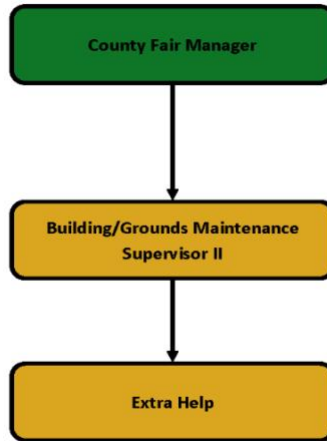 County Fair Manager
Building/Grounds Maintenance
Supervisor II
Extra Help